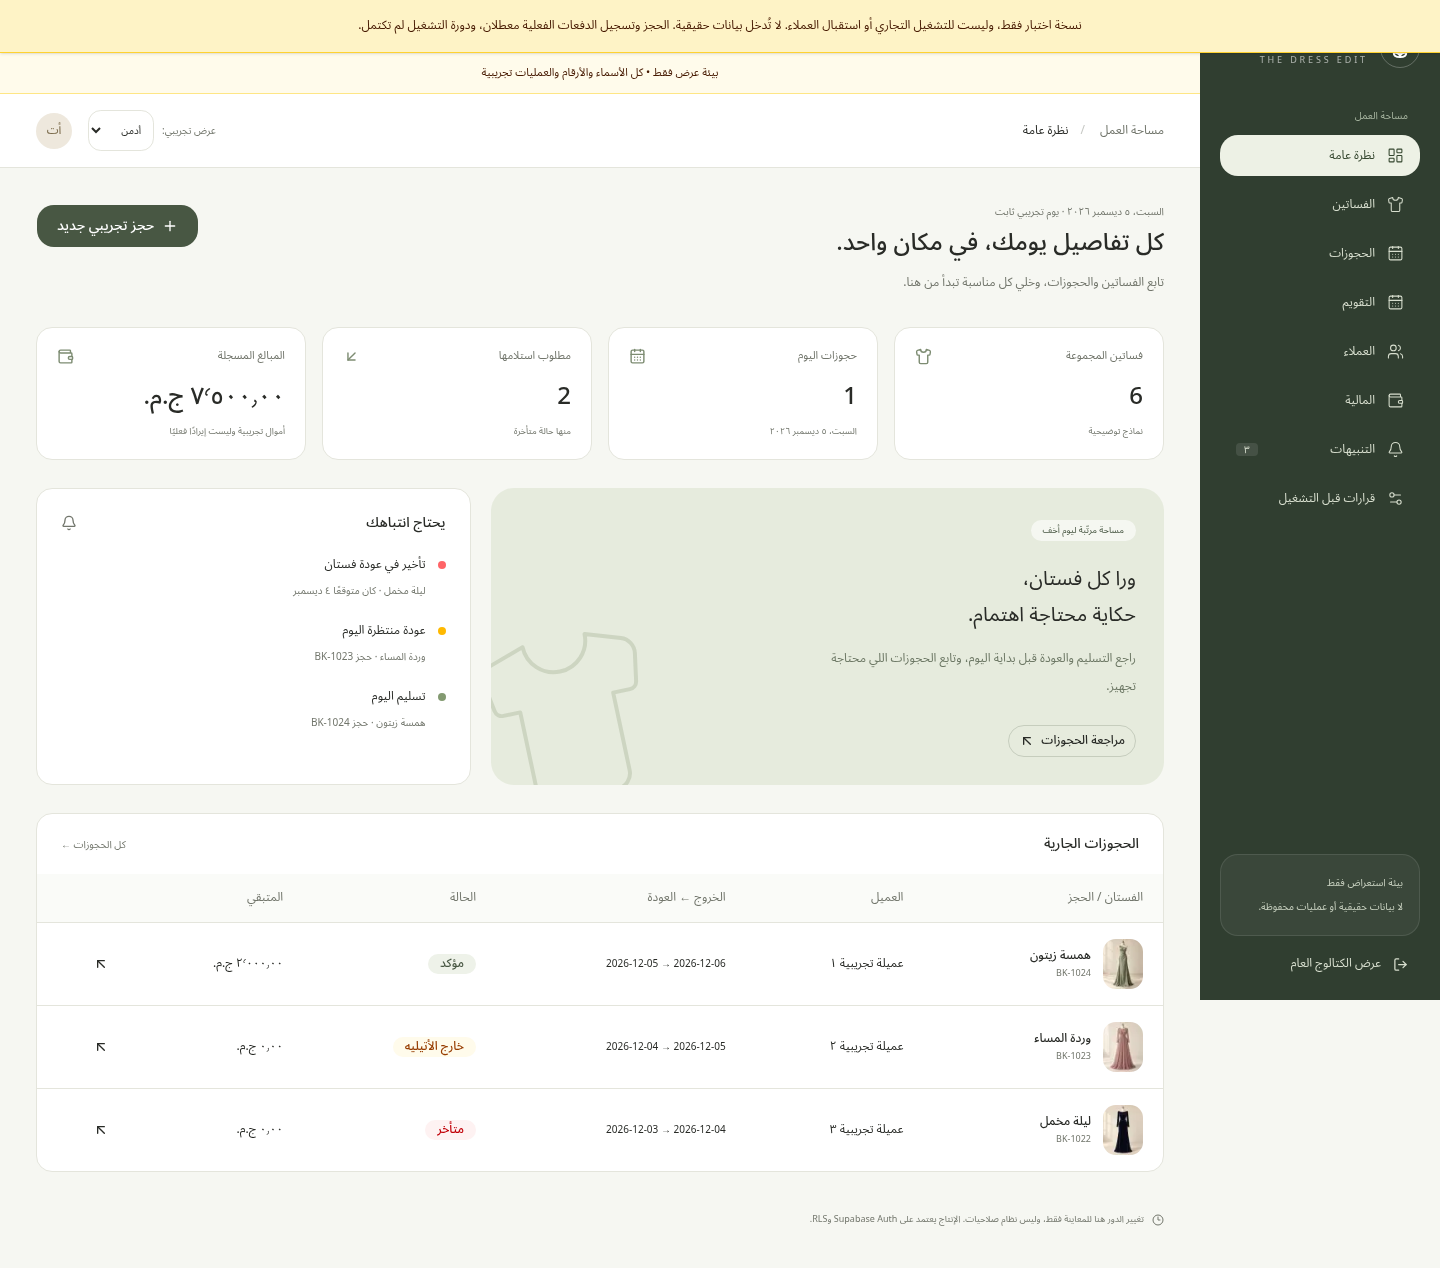 نسخة اختبار فقط، وليست للتشغيل التجاري أو استقبال العملاء. لا تُدخل بيانات حقيقية. الحجز وتسجيل الدفعات الفعلية معطلان، ودورة التشغيل لم تكتمل.
بيئة عرض فقط • كل الأسماء والأرقام والعمليات تجريبية
THE DRESS EDIT
مساحة العمل
نظرة عامة
الفساتين
الحجوزات
التقويم
العملاء
المالية
التنبيهات ٣
قرارات قبل التشغيل
بيئة استعراض فقط
لا بيانات حقيقية أو عمليات محفوظة.
عرض الكتالوج العام
مساحة العمل / نظرة عامة
عرض تجريبي: أدمن أت
السبت، ٥ ديسمبر ٢٠٢٦ · يوم تجريبي ثابت
كل تفاصيل يومك، في مكان واحد.
تابع الفساتين والحجوزات، وخلي كل مناسبة تبدأ من هنا.
حجز تجريبي جديد
فساتين المجموعة
6
نماذج توضيحية
حجوزات اليوم
1
السبت، ٥ ديسمبر ٢٠٢٦
مطلوب استلامها
2
منها حالة متأخرة
المبالغ المسجلة
٧٬٥٠٠٫٠٠ ج.م.
أموال تجريبية وليست إيرادًا فعليًا
مساحة مرتّبة ليوم أخف
ورا كل فستان،
حكاية محتاجة اهتمام.
راجع التسليم والعودة قبل بداية اليوم، وتابع الحجوزات اللي محتاجة
تجهيز.
مراجعة الحجوزات
يحتاج انتباهك
تأخير في عودة فستان
ليلة مخمل · كان متوقعًا ٤ ديسمبر
عودة منتظرة اليوم
وردة المساء · حجز BK-1023
تسليم اليوم
همسة زيتون · حجز BK-1024
الحجوزات الجارية
كل الحجوزات ←
الفستان / الحجز العميل الخروج ← العودة الحالة المتبقي
همسة زيتون
BK-1024
عميلة تجريبية ١
2026-12-05 → 2026-12-06
مؤكد
٢٬٠٠٠٫٠٠ ج.م.
وردة المساء
BK-1023
عميلة تجريبية ٢
2026-12-04 → 2026-12-05
خارج الأتيليه
٠٫٠٠ ج.م.
ليلة مخمل
BK-1022
عميلة تجريبية ٣
2026-12-03 → 2026-12-04
متأخر
٠٫٠٠ ج.م.
تغيير الدور هنا للمعاينة فقط، وليس نظام صلاحيات. الإنتاج يعتمد على Supabase Auth وRLS.